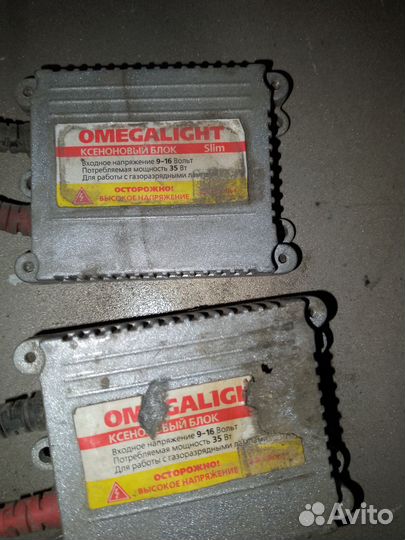 OMEGALIGHT
КСЕНОНОВЫЙ БЛОК Slim
Входное напряжение 9-16 Вольт
Потребляемая мощность 35 Вт
Для работы с газоразрядными
ОСТОРОЖНО!
ВЫСОКОЕ НАПРЯЖЕНИЕ
OMEGALIGHT
КСЕНОНОВЫЙ БЛОК
Входное напряжение 9-16 Вольт
Потребляемая мощность 35 Вт
Для работы с газоразрядными
ОСТОРОЖНО!
ВЫСОКОЕ НАПРЯЖЕНИЕ
Avito